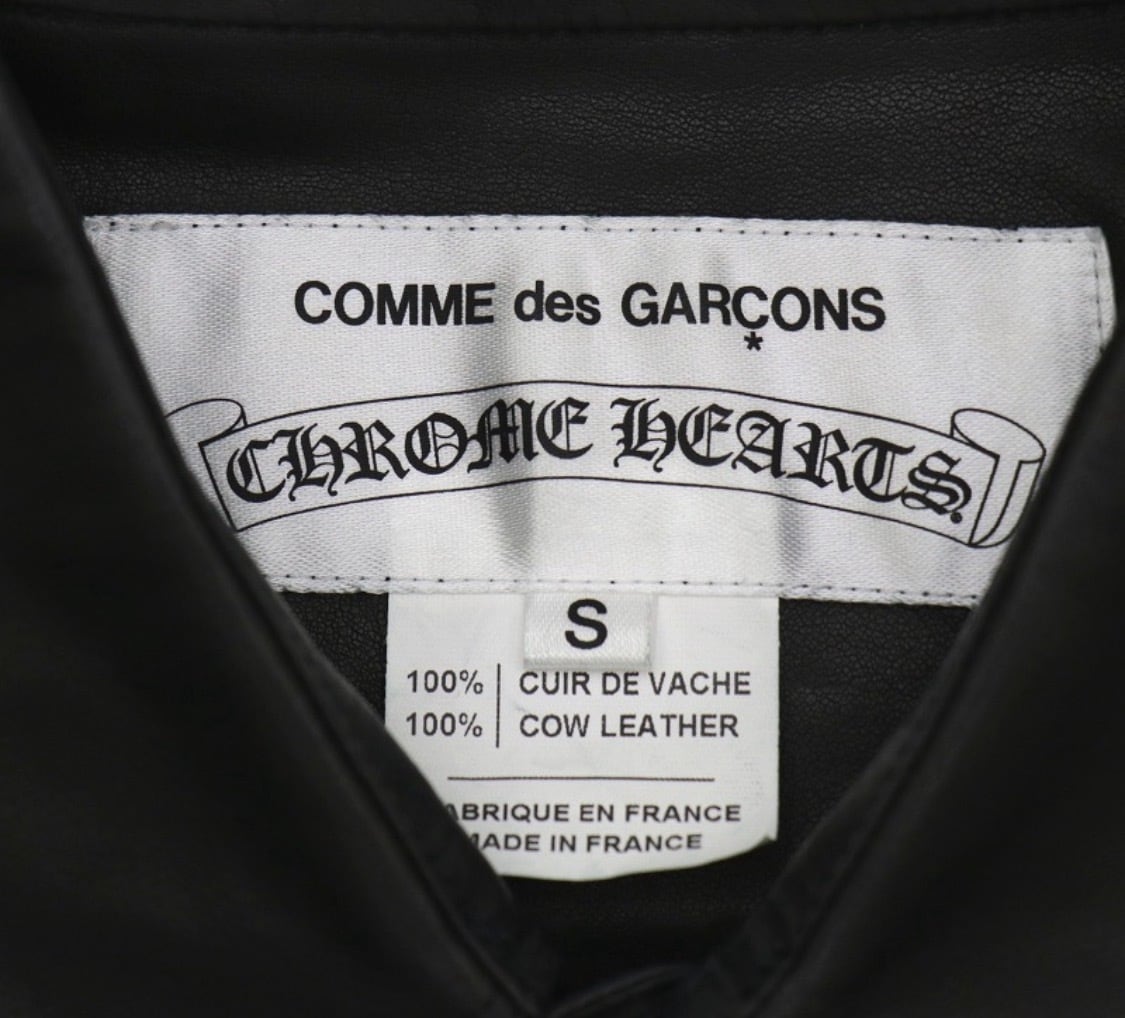 COMME des GARÇONS
*
CHROME HEARTS.
S
100% | CUIR DE VACHE
100% | COW LEATHER
ABRIQUE EN FRANCE
MADE IN FRANCE